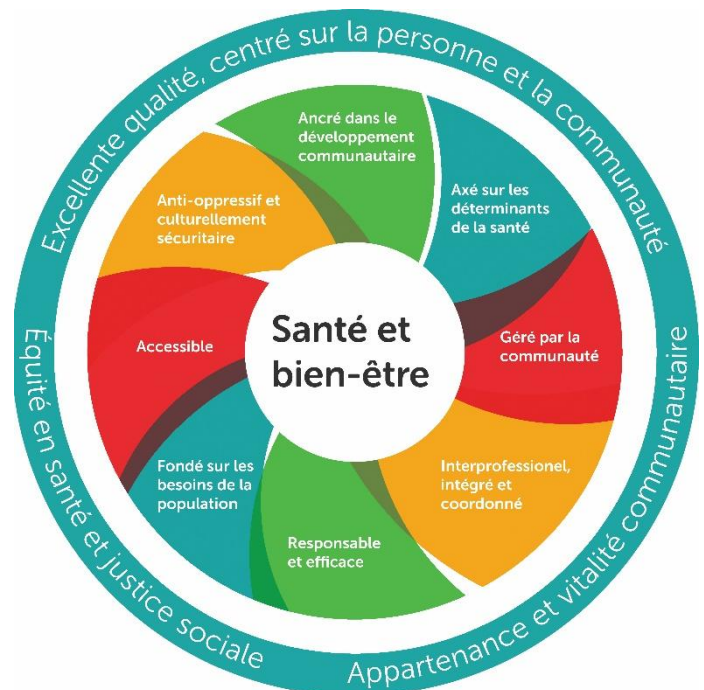 Excellente qualité, centré sur la personne et la communauté
Ancré dans le
développement
communautaire
Axé sur les
déterminants
de la santé
Géré par la
communauté
Interprofessionel,
intégré et
coordonné
Responsable
et efficace
Fondé sur les
besoins de la
population
Accessible
Anti-oppressif et
culturellement
sécuritaire
Santé et
bien-être
Appartenance et vitalité communautaire
Équité en santé et justice sociale